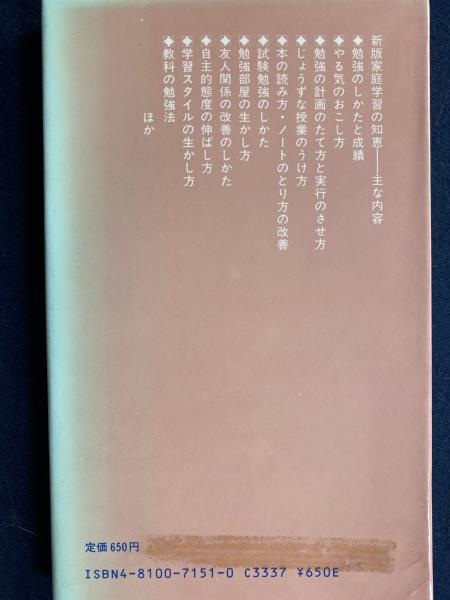 新版家庭学習の知恵――主な内容
◆勉強のしかたと成績
◆やる気のおこし方
◆勉強の計画のたて方と実行のさせ方
◆じょうずな授業のうけ方
◆本の読み方・ノートのとり方の改善
◆試験勉強のしかた
◆勉強部屋の生かし方
◆友人関係の改善のしかた
◆自主的態度の伸ばし方
◆学習スタイルの生かし方
◆教科の勉強法
ほか
定価650円
ISBN4-8100-7151-0 C3337 ¥650E